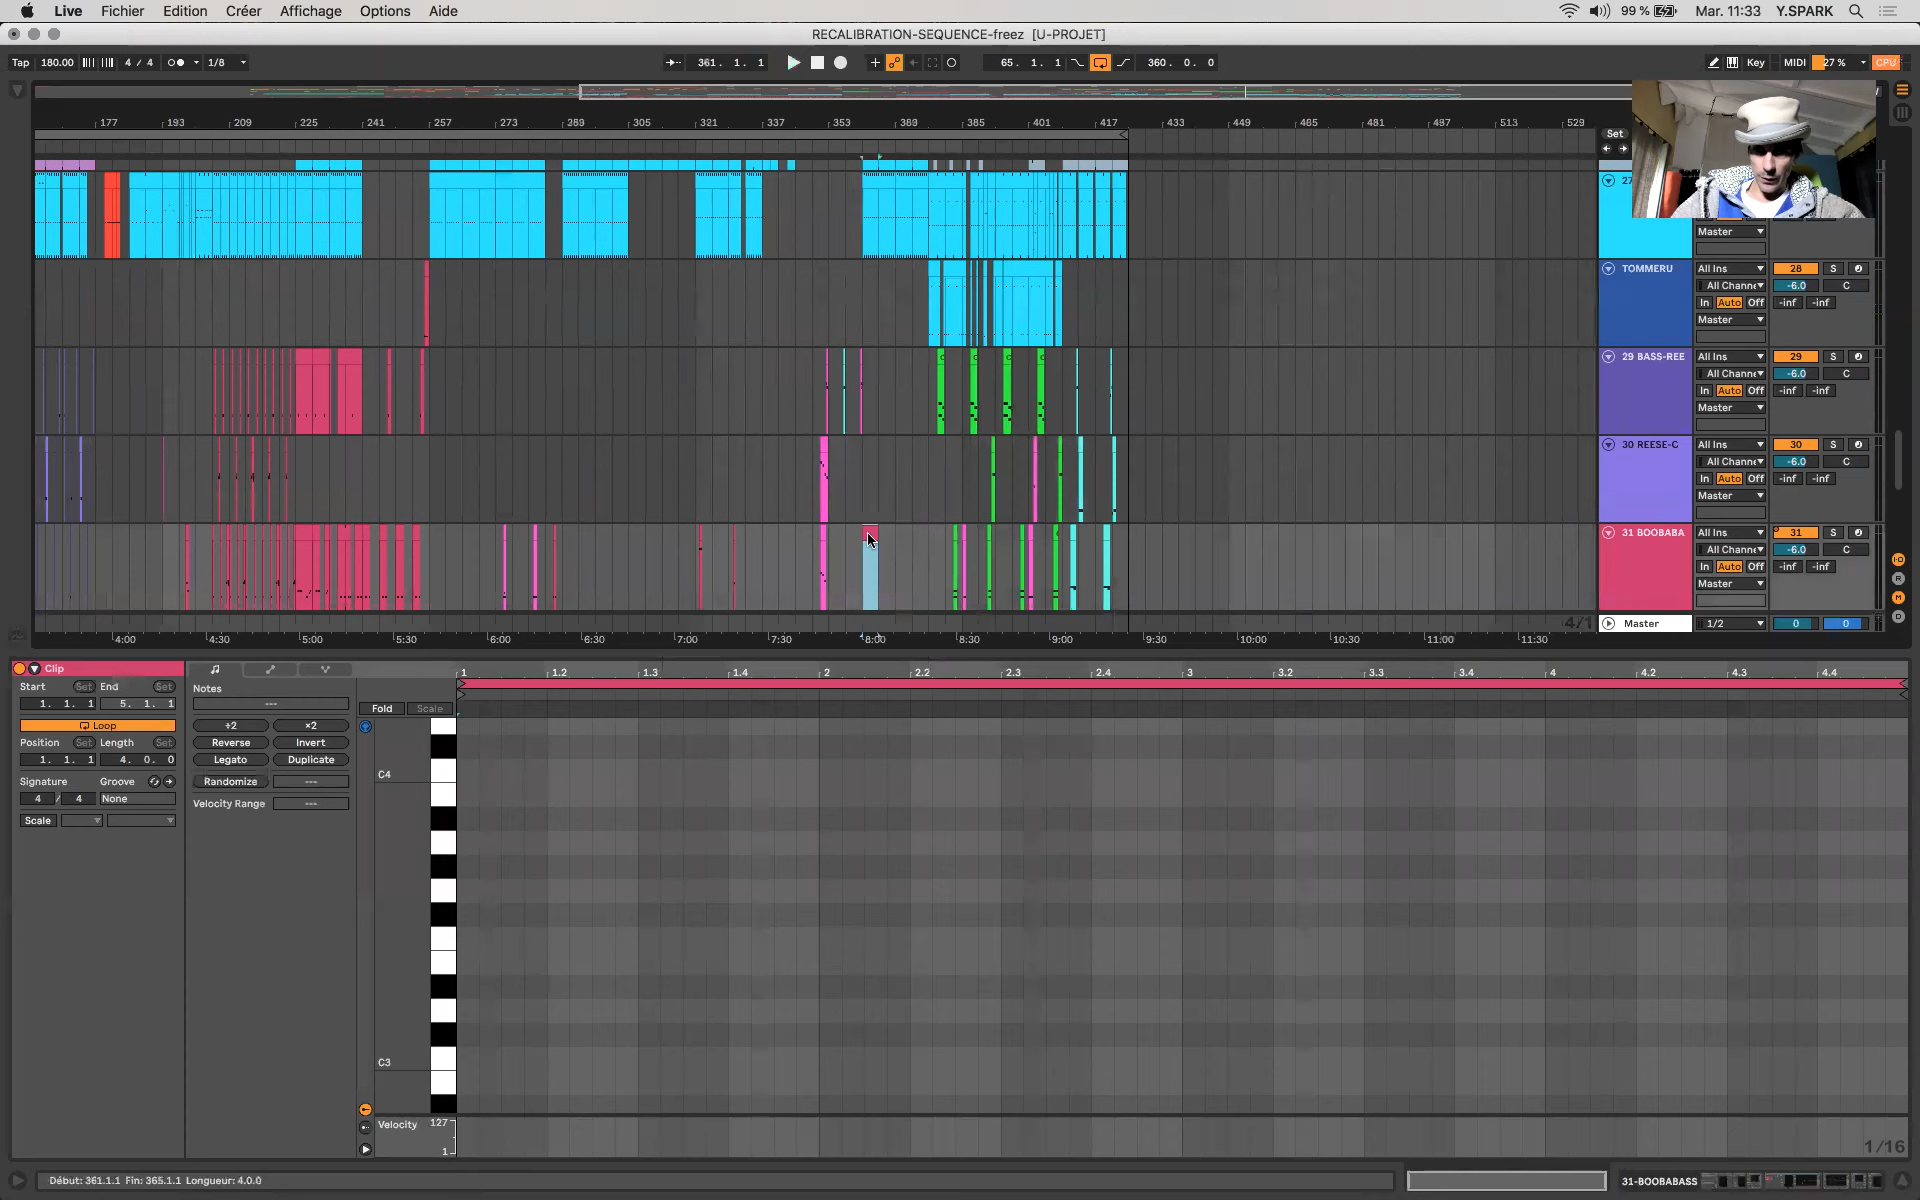 Live Fichier Edition Créer Affichage Options Aide 99 % Mar. 11:33 Y.SPARK
RECALIBRATION-SEQUENCE-freez [U-PROJET]
Tap 180.00 4 / 4 1/8 361. 1. 1 65. 1. 1 360. 0. 0 Key MIDI 27 % CPU
177 193 209 225 241 257 273 289 305 321 337 353 369 385 401 417 433 449 465 481 487 513 529
Set
27
Master
TOMMERU All Ins 28 S
All Channe -6.0 C
In Auto Off -inf -inf
Master
29 BASS-REE All Ins 29 S
All Channe -6.0 C
In Auto Off -inf -inf
Master
30 REESE-C All Ins 30 S
All Channe -6.0 C
In Auto Off -inf -inf
Master
31 BOOBABA All Ins 31 S
All Channe -6.0 C
In Auto Off -inf -inf
Master
4/1 Master 1/2 0 0
4:00 4:30 5:00 5:30 6:00 6:30 7:00 7:30 8:00 8:30 9:00 9:30 10:00 10:30 11:00 11:30
Clip
1 1.2 1.3 1.4 2 2.2 2.3 2.4 3 3.2 3.3 3.4 4 4.2 4.3 4.4
Start Set End Set
1. 1. 1 5. 1. 1
Loop
Position Set Length Set
1. 1. 1 4. 0. 0
Signature Groove
4 / 4 None
Scale
Notes
---
÷2 ×2
Reverse Invert
Legato Duplicate
Randomize ---
Velocity Range ---
Fold Scale
C4
C3
Velocity 127
1
1/16
Début: 361.1.1 Fin: 365.1.1 Longueur: 4.0.0
31-BOOBABASS